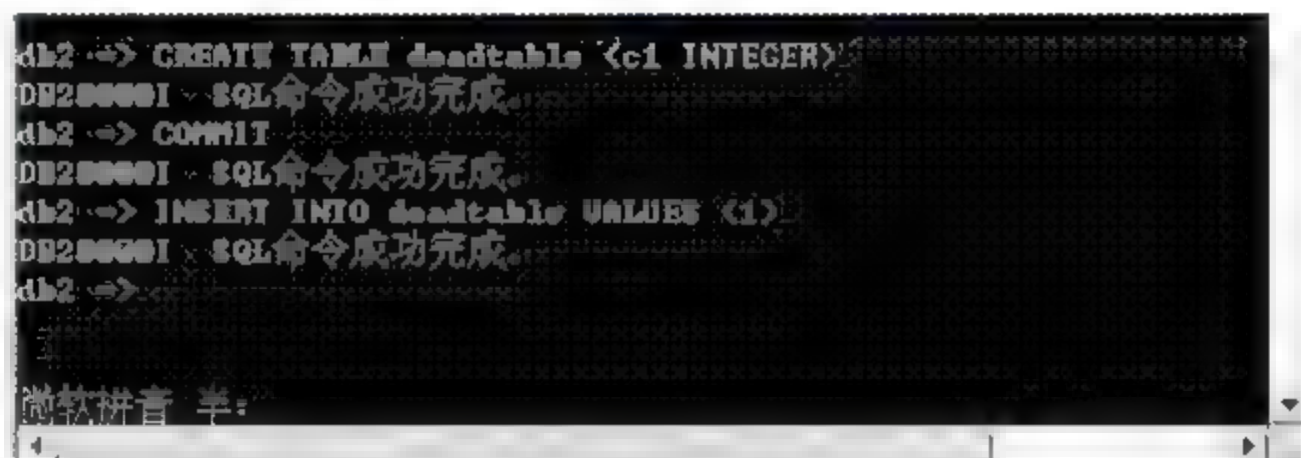 db2 => CREATE TABLE deadtable (c1 INTEGER)
DB20000I SQL命令成功完成。
db2 => COMMIT
DB20000I SQL命令成功完成。
db2 => INSERT INTO deadtable VALUES (1)
DB20000I SQL命令成功完成。
db2 =>
微软拼音 半: